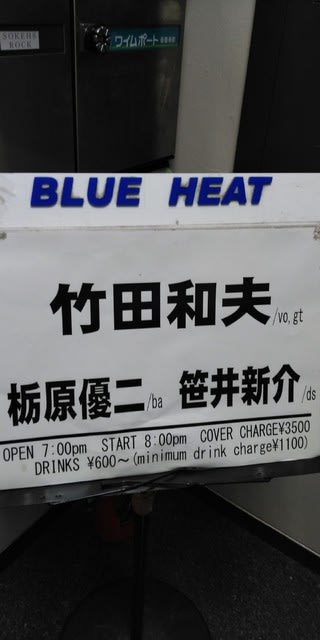 SOKEHS
ROCK
ワイムポート
BLUE HEAT
竹田和夫/vo,gt
栃原優二/ba 笹井新介/ds
OPEN 7:00pm START 8:00pm COVER CHARGE¥3500
DRINKS ¥600～(minimum drink charge¥1100)